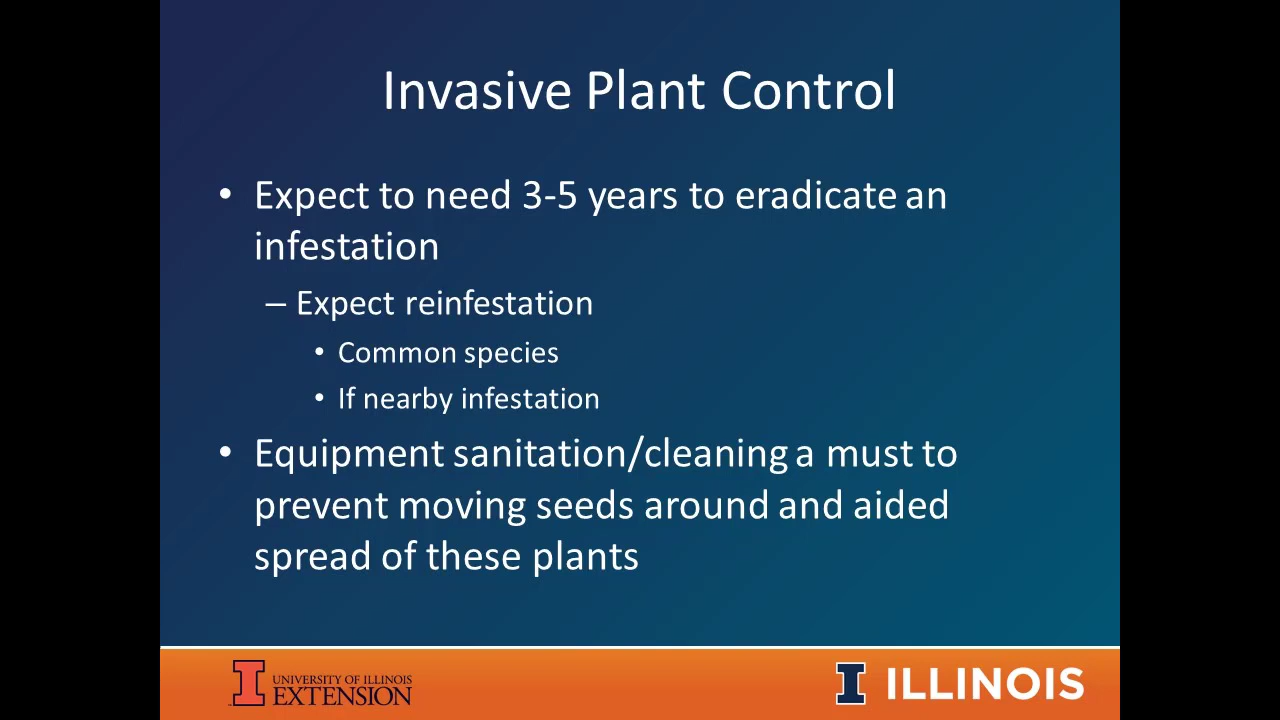 Invasive Plant Control
• Expect to need 3-5 years to eradicate an
infestation
– Expect reinfestation
• Common species
• If nearby infestation
• Equipment sanitation/cleaning a must to
prevent moving seeds around and aided
spread of these plants
I UNIVERSITY OF ILLINOIS
EXTENSION
I ILLINOIS